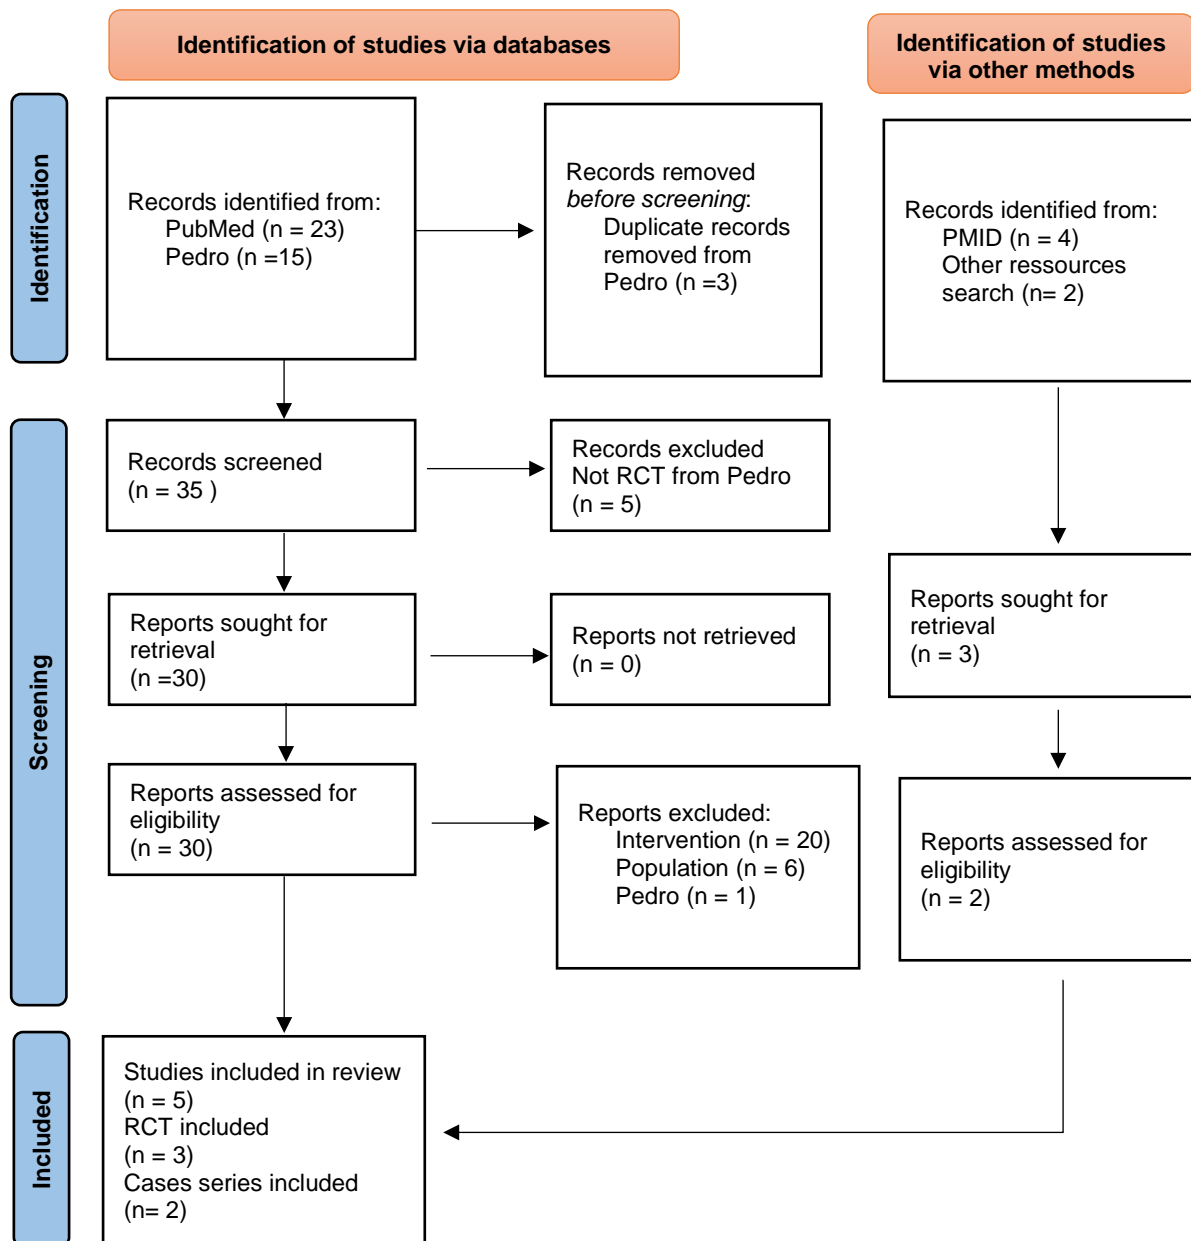 Identification of studies via databases
Identification of studies
via other methods
Identification
Records identified from:
PubMed (n = 23)
Pedro (n =15)
Records removed
before screening:
Duplicate records
removed from
Pedro (n =3)
Records identified from:
PMID (n = 4)
Other ressources
search (n= 2)
Screening
Records screened
(n = 35 )
Records excluded
Not RCT from Pedro
(n = 5)
Reports sought for
retrieval
(n =30)
Reports not retrieved
(n = 0)
Reports sought for
retrieval
(n = 3)
Reports assessed for
eligibility
(n = 30)
Reports excluded:
Intervention (n = 20)
Population (n = 6)
Pedro (n = 1)
Reports assessed for
eligibility
(n = 2)
Included
Studies included in review
(n = 5)
RCT included
(n = 3)
Cases series included
(n= 2)